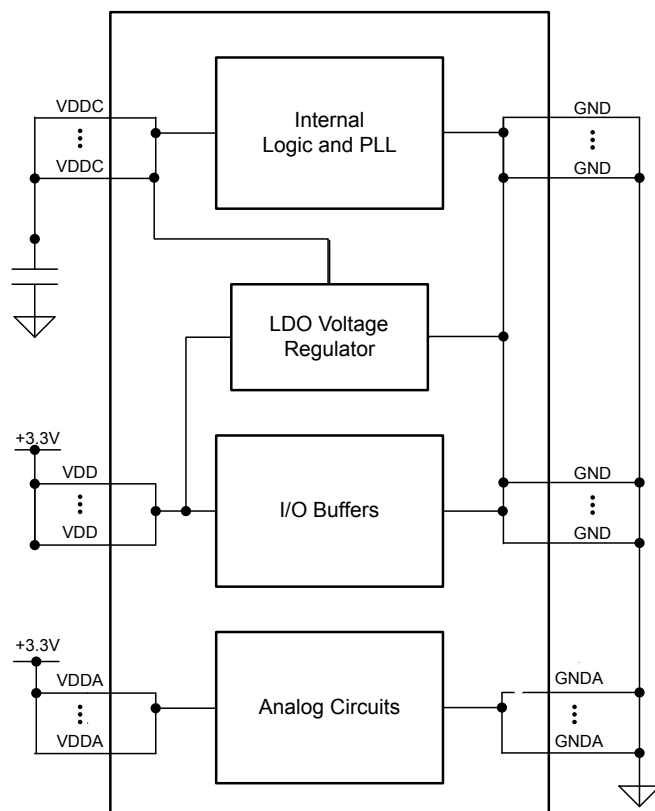 VDDC
VDDC
Internal
Logic and PLL
GND
GND
LDO Voltage
Regulator
+3.3V
VDD
VDD
I/O Buffers
GND
GND
+3.3V
VDDA
VDDA
Analog Circuits
GNDA
GNDA